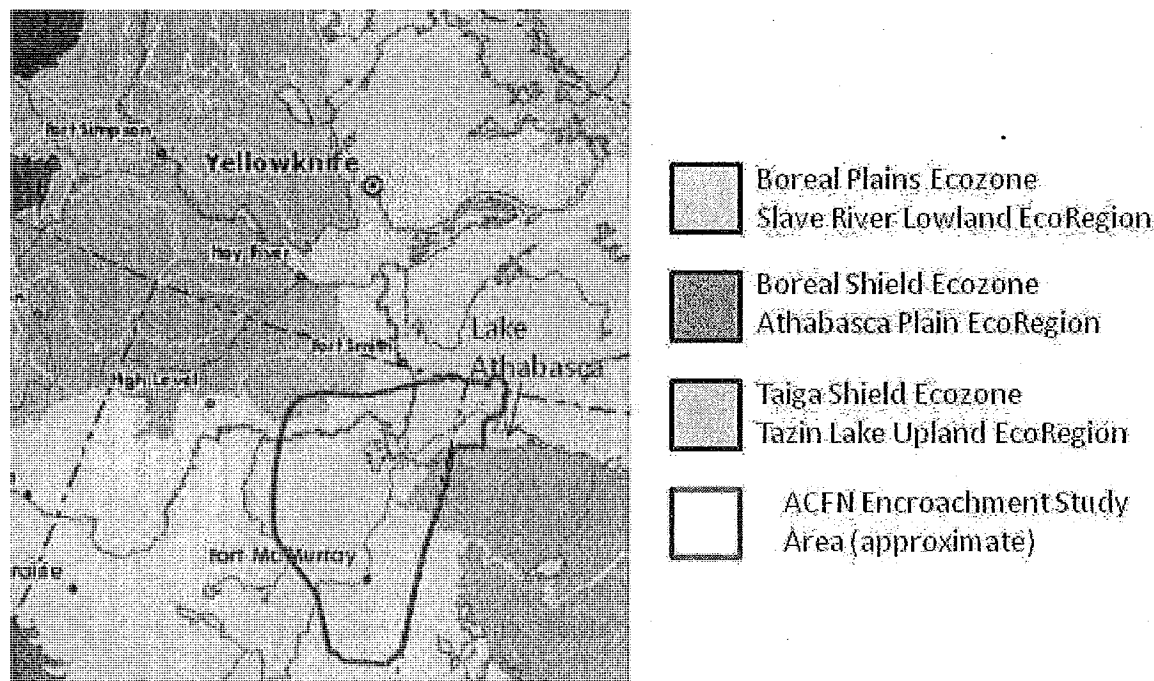 Fort Simpson
Yellowknife
Hay River
Lake
Athabasca
Fort Smith
High Level
Fort McMurray
rairie
Boreal Plains Ecozone
Slave River Lowland EcoRegion
Boreal Shield Ecozone
Athabasca Plain EcoRegion
Taiga Shield Ecozone
Tazin Lake Upland EcoRegion
ACFN Encroachment Study
Area (approximate)